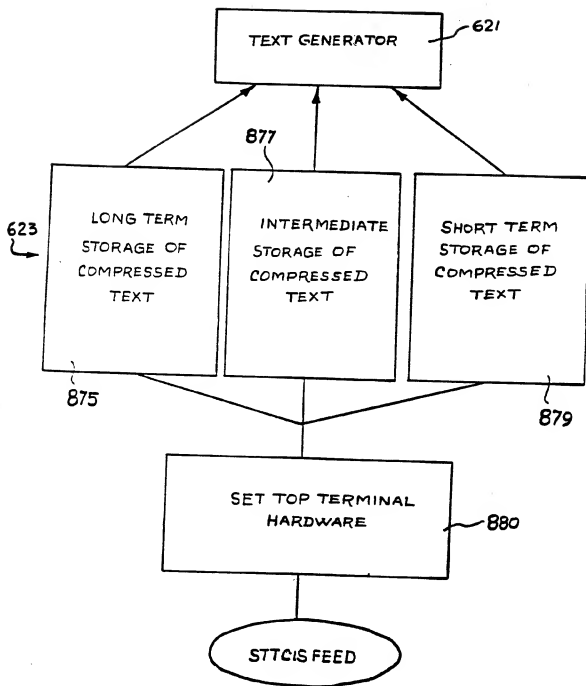 TEXT GENERATOR
621
877
623
LONG TERM
STORAGE OF
COMPRESSED
TEXT
INTERMEDIATE
STORAGE OF
COMPRESSED
TEXT
SHORT TERM
STORAGE OF
COMPRESSED
TEXT
875
879
SET TOP TERMINAL
HARDWARE
880
STTCIS FEED